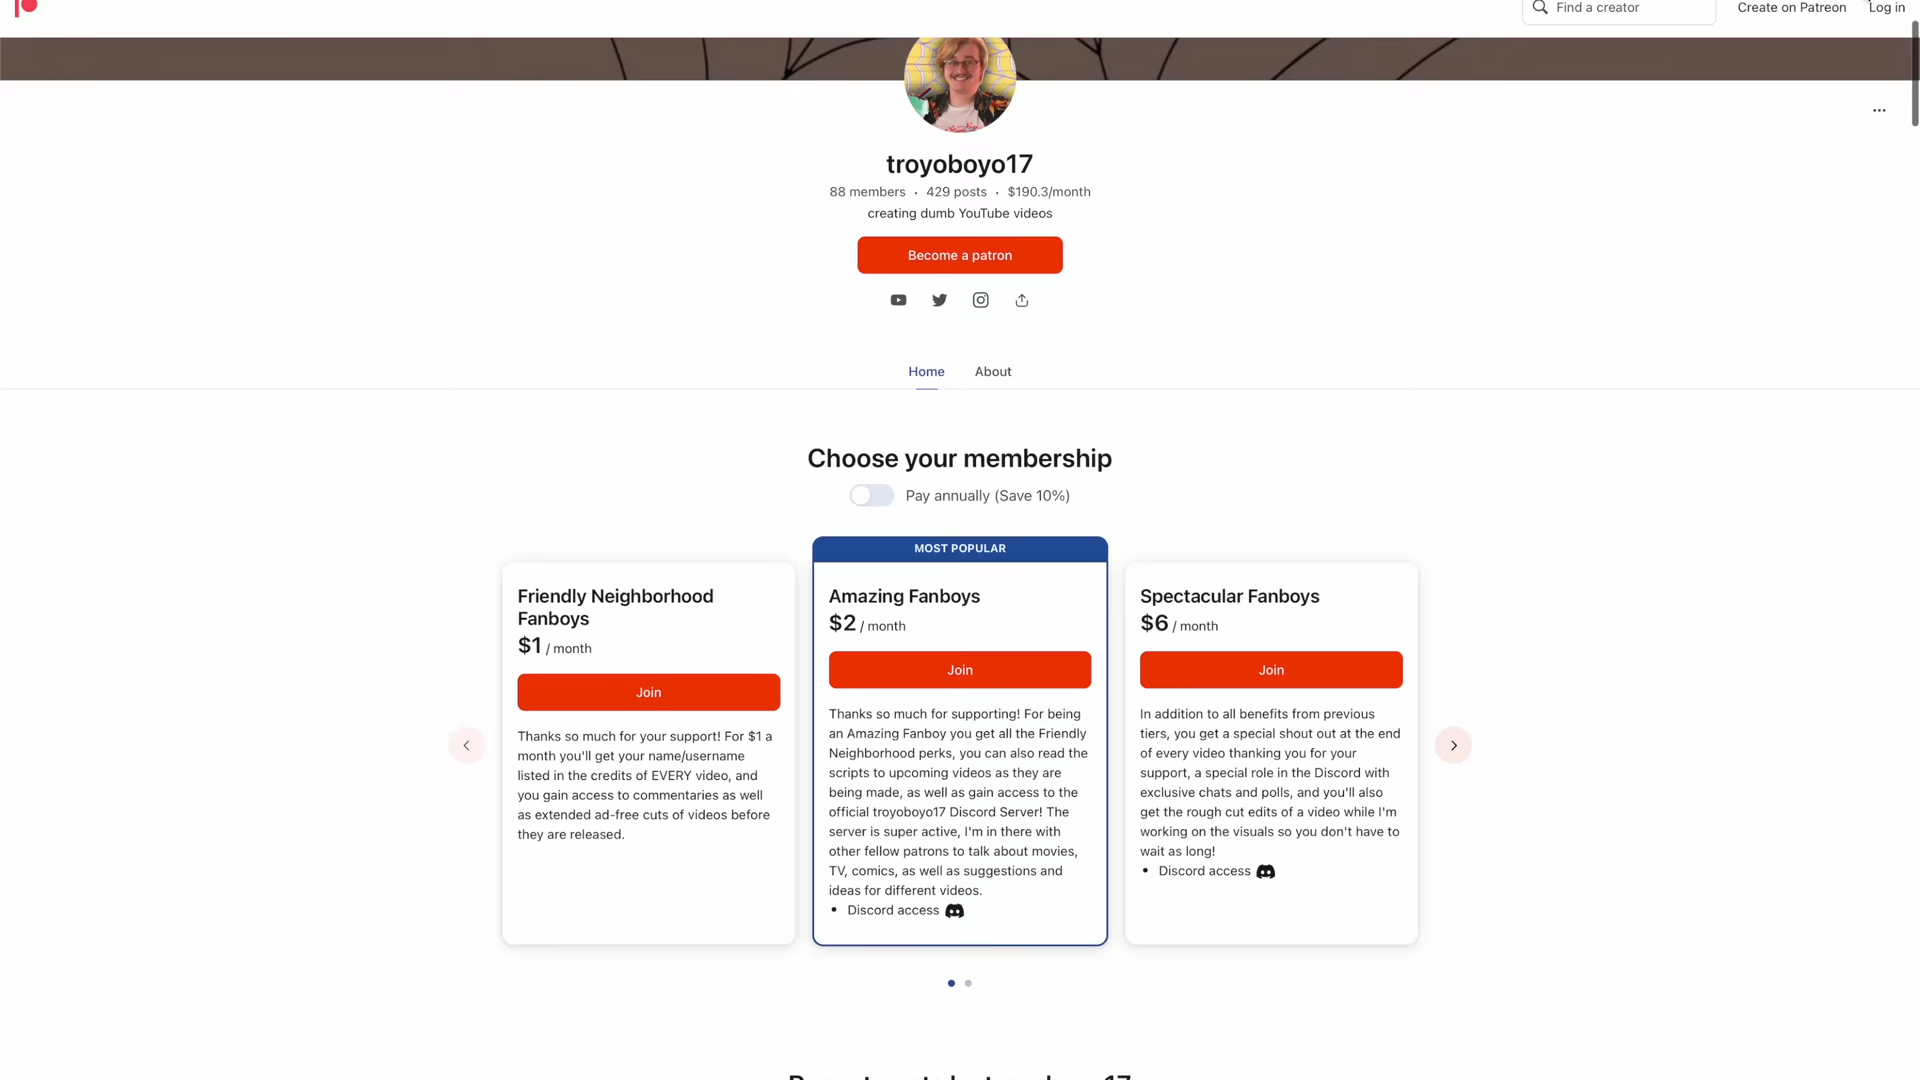 Find a creator
Create on Patreon
Log in
troyoboyo17
88 members · 429 posts · $190.3/month
creating dumb YouTube videos
Become a patron
Home
About
Choose your membership
Pay annually (Save 10%)
MOST POPULAR
Friendly Neighborhood
Fanboys
$1 / month
Join
Thanks so much for your support! For $1 a
month you'll get your name/username
listed in the credits of EVERY video, and
you gain access to commentaries as well
as extended ad-free cuts of videos before
they are released.
Amazing Fanboys
$2 / month
Join
Thanks so much for supporting! For being
an Amazing Fanboy you get all the Friendly
Neighborhood perks, you can also read the
scripts to upcoming videos as they are
being made, as well as gain access to the
official troyoboyo17 Discord Server! The
server is super active, I'm in there with
other fellow patrons to talk about movies,
TV, comics, as well as suggestions and
ideas for different videos.
• Discord access
Spectacular Fanboys
$6 / month
Join
In addition to all benefits from previous
tiers, you get a special shout out at the end
of every video thanking you for your
support, a special role in the Discord with
exclusive chats and polls, and you'll also
get the rough cut edits of a video while I'm
working on the visuals so you don't have to
wait as long!
• Discord access